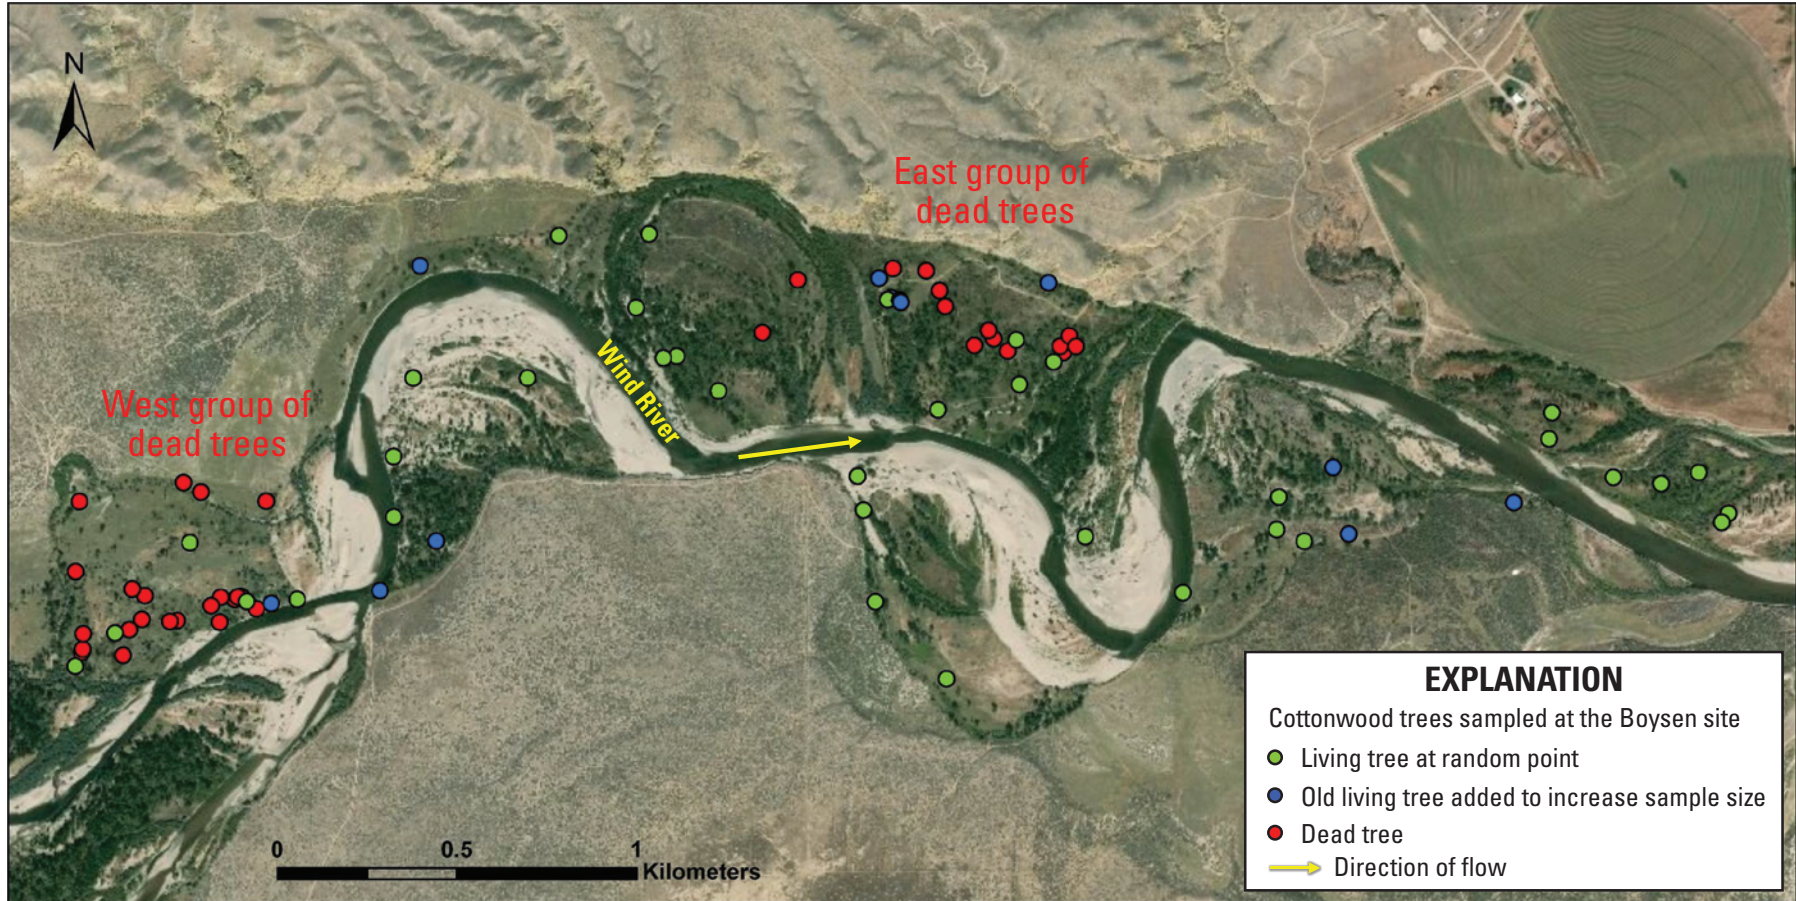 N
East group of
dead trees
Wind River
West group of
dead trees
EXPLANATION
Cottonwood trees sampled at the Boysen site
Living tree at random point
Old living tree added to increase sample size
Dead tree
Direction of flow
0 0.5 1
Kilometers